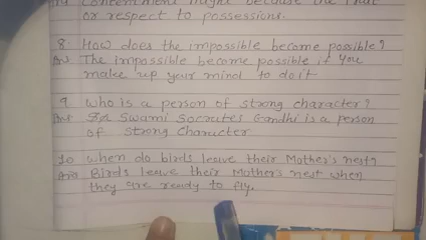 or respect to possessions.
8 How does the impossible become possible?
Ans The impossible become possible if you
make up your mind to do it
9 Who is a person of strong character?
Ans Swami Socrates Gandhi is a person
of strong Character
10 when do birds leave their Mother's nest?
Ans Birds leave their Mother's nest when
they are ready to fly.